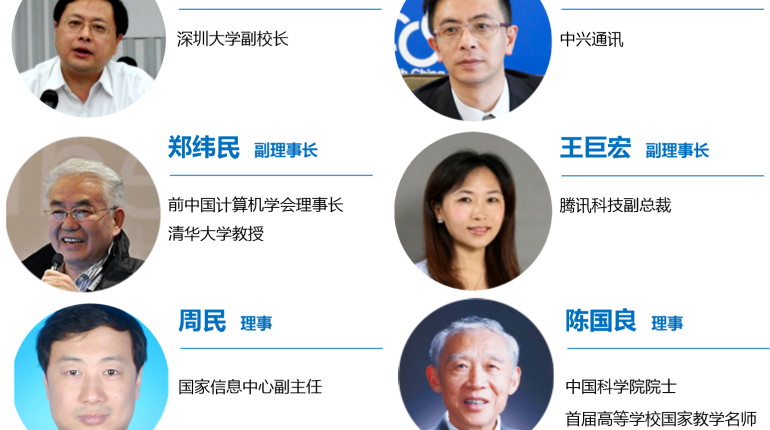 深圳大学副校长
中兴通讯
郑纬民 副理事长
王巨宏 副理事长
前中国计算机学会理事长
清华大学教授
腾讯科技副总裁
周民 理事
陈国良 理事
国家信息中心副主任
中国科学院院士
首届高等学校国家教学名师